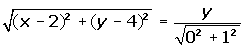 √(x − 2)² + (y − 4)² = y / √0² + 1²